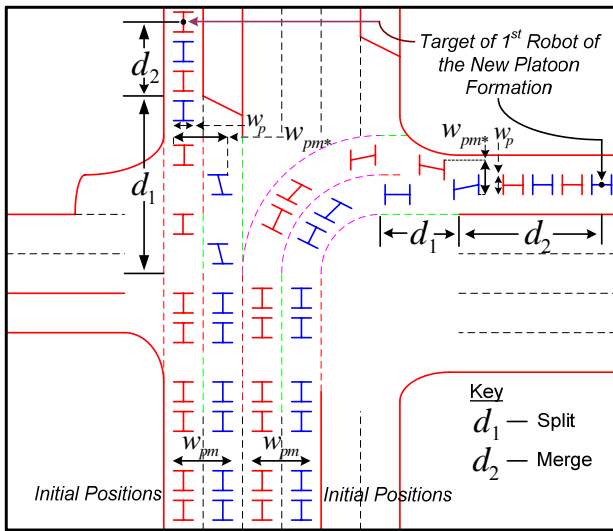 Target of 1st Robot of
the New Platoon
Formation
d2
wp
wpm*
wpm*
wp
d1
d1
d2
Key
d1 — Split
d2 — Merge
wpm
wpm
Initial Positions
Initial Positions